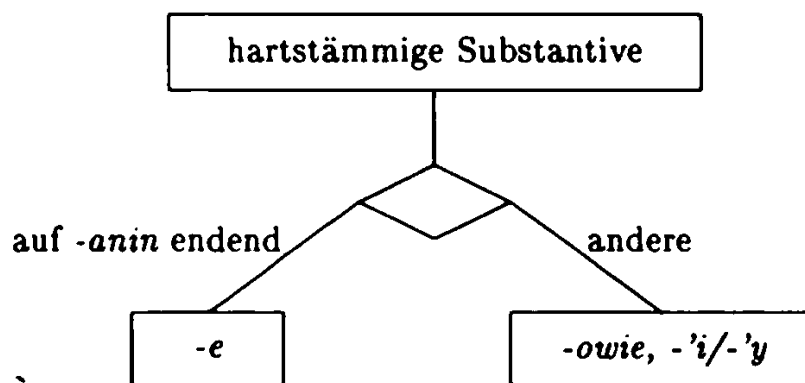 hartstämmige Substantive
auf -anin endend
andere
-e
-owie, -'i/-'y